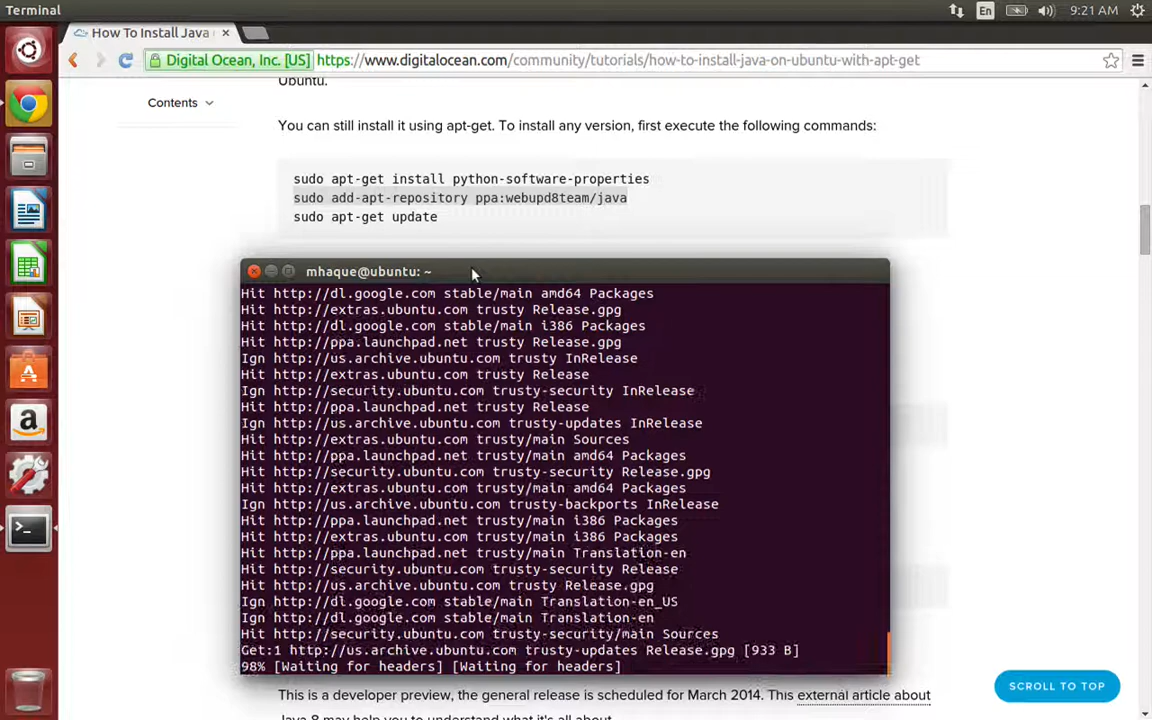 Terminal
En
9:21 AM
How To Install Java
Digital Ocean, Inc. [US]
https://www.digitalocean.com/community/tutorials/how-to-install-java-on-ubuntu-with-apt-get
Ubuntu.
Contents
You can still install it using apt-get. To install any version, first execute the following commands:
sudo apt-get install python-software-properties
sudo add-apt-repository ppa:webupd8team/java
sudo apt-get update
mhaque@ubuntu: ~
Hit http://dl.google.com stable/main amd64 Packages
Hit http://extras.ubuntu.com trusty Release.gpg
Hit http://dl.google.com stable/main i386 Packages
Hit http://ppa.launchpad.net trusty Release.gpg
Ign http://us.archive.ubuntu.com trusty InRelease
Hit http://extras.ubuntu.com trusty Release
Ign http://security.ubuntu.com trusty-security InRelease
Hit http://ppa.launchpad.net trusty Release
Ign http://us.archive.ubuntu.com trusty-updates InRelease
Hit http://extras.ubuntu.com trusty/main Sources
Hit http://ppa.launchpad.net trusty/main amd64 Packages
Hit http://security.ubuntu.com trusty-security Release.gpg
Hit http://extras.ubuntu.com trusty/main amd64 Packages
Ign http://us.archive.ubuntu.com trusty-backports InRelease
Hit http://ppa.launchpad.net trusty/main i386 Packages
Hit http://extras.ubuntu.com trusty/main i386 Packages
Hit http://ppa.launchpad.net trusty/main Translation-en
Hit http://security.ubuntu.com trusty-security Release
Hit http://us.archive.ubuntu.com trusty Release.gpg
Ign http://dl.google.com stable/main Translation-en_US
Ign http://dl.google.com stable/main Translation-en
Hit http://security.ubuntu.com trusty-security/main Sources
Get:1 http://us.archive.ubuntu.com trusty-updates Release.gpg [933 B]
98% [Waiting for headers] [Waiting for headers]
SCROLL TO TOP
This is a developer preview, the general release is scheduled for March 2014. This external article about
Java 8 may help you to understand what it's all about.